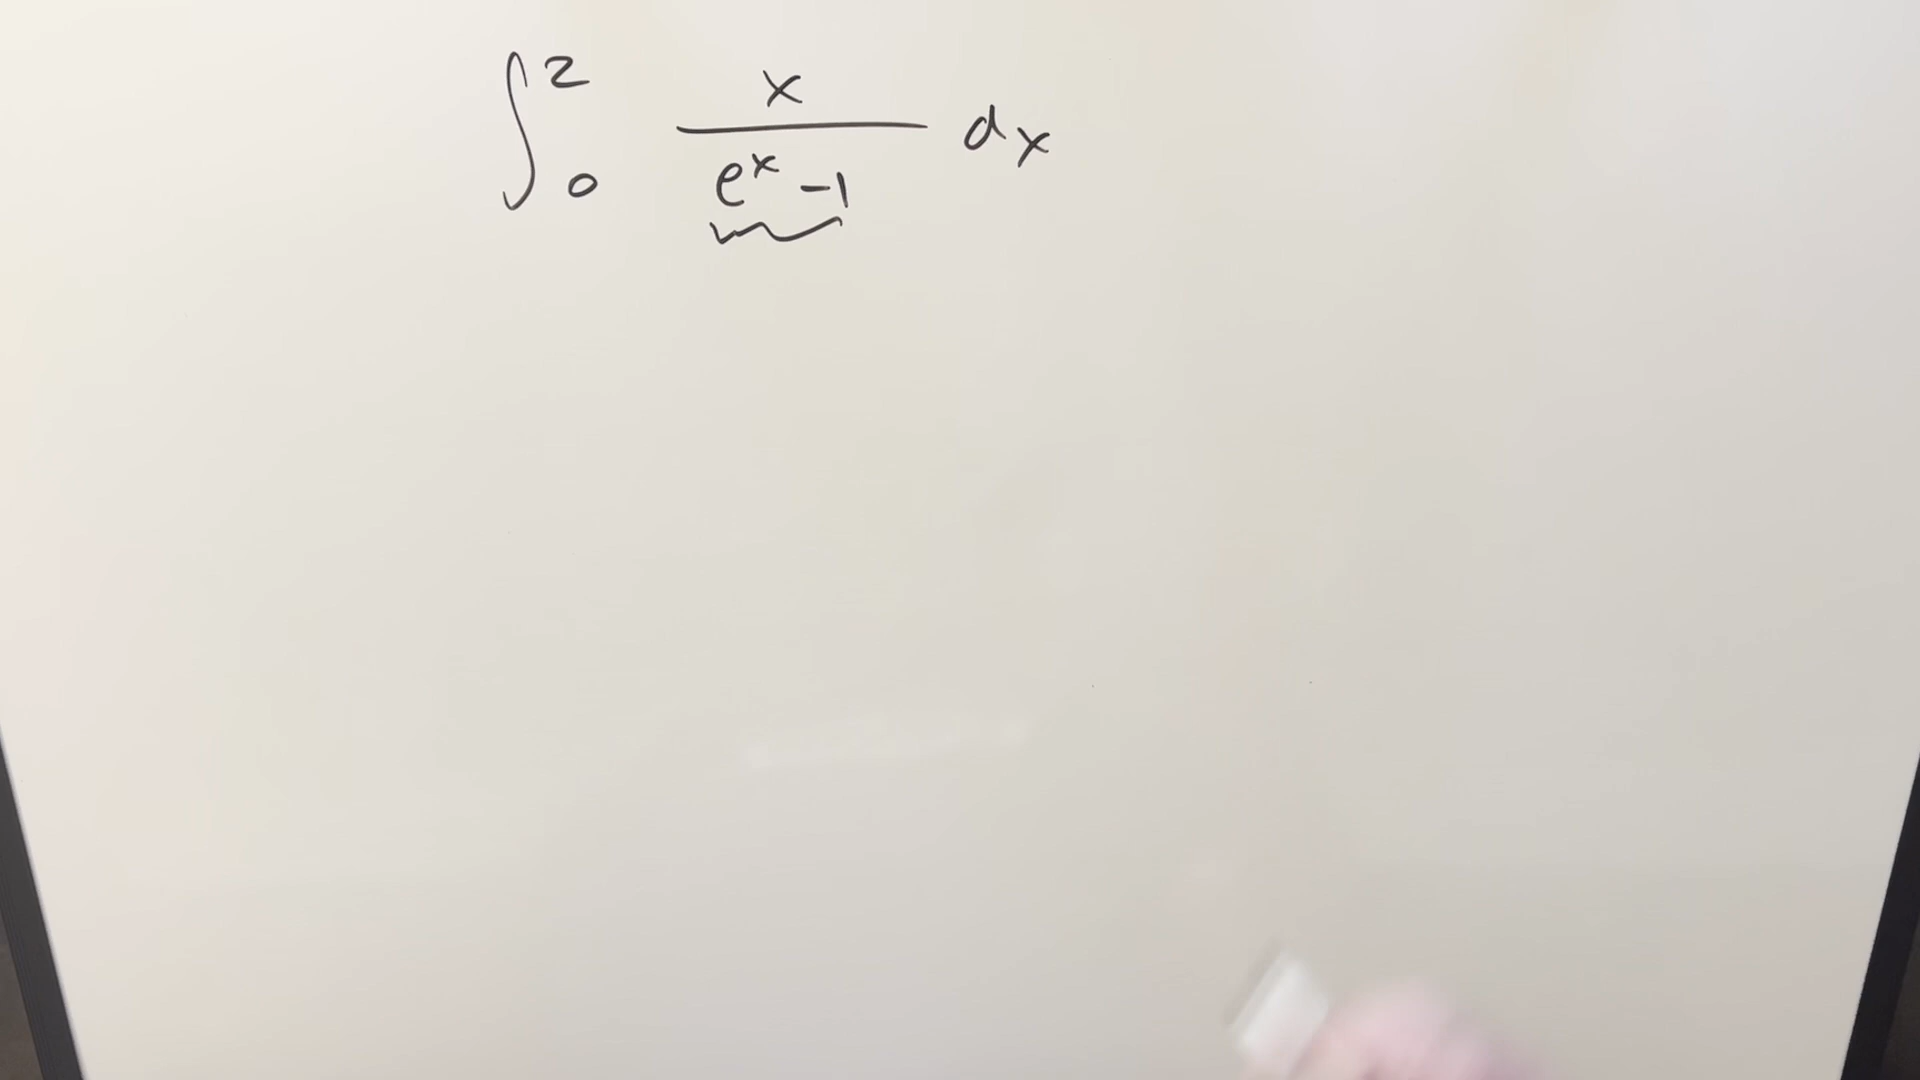 ∫₀² x/(eˣ -1) dx